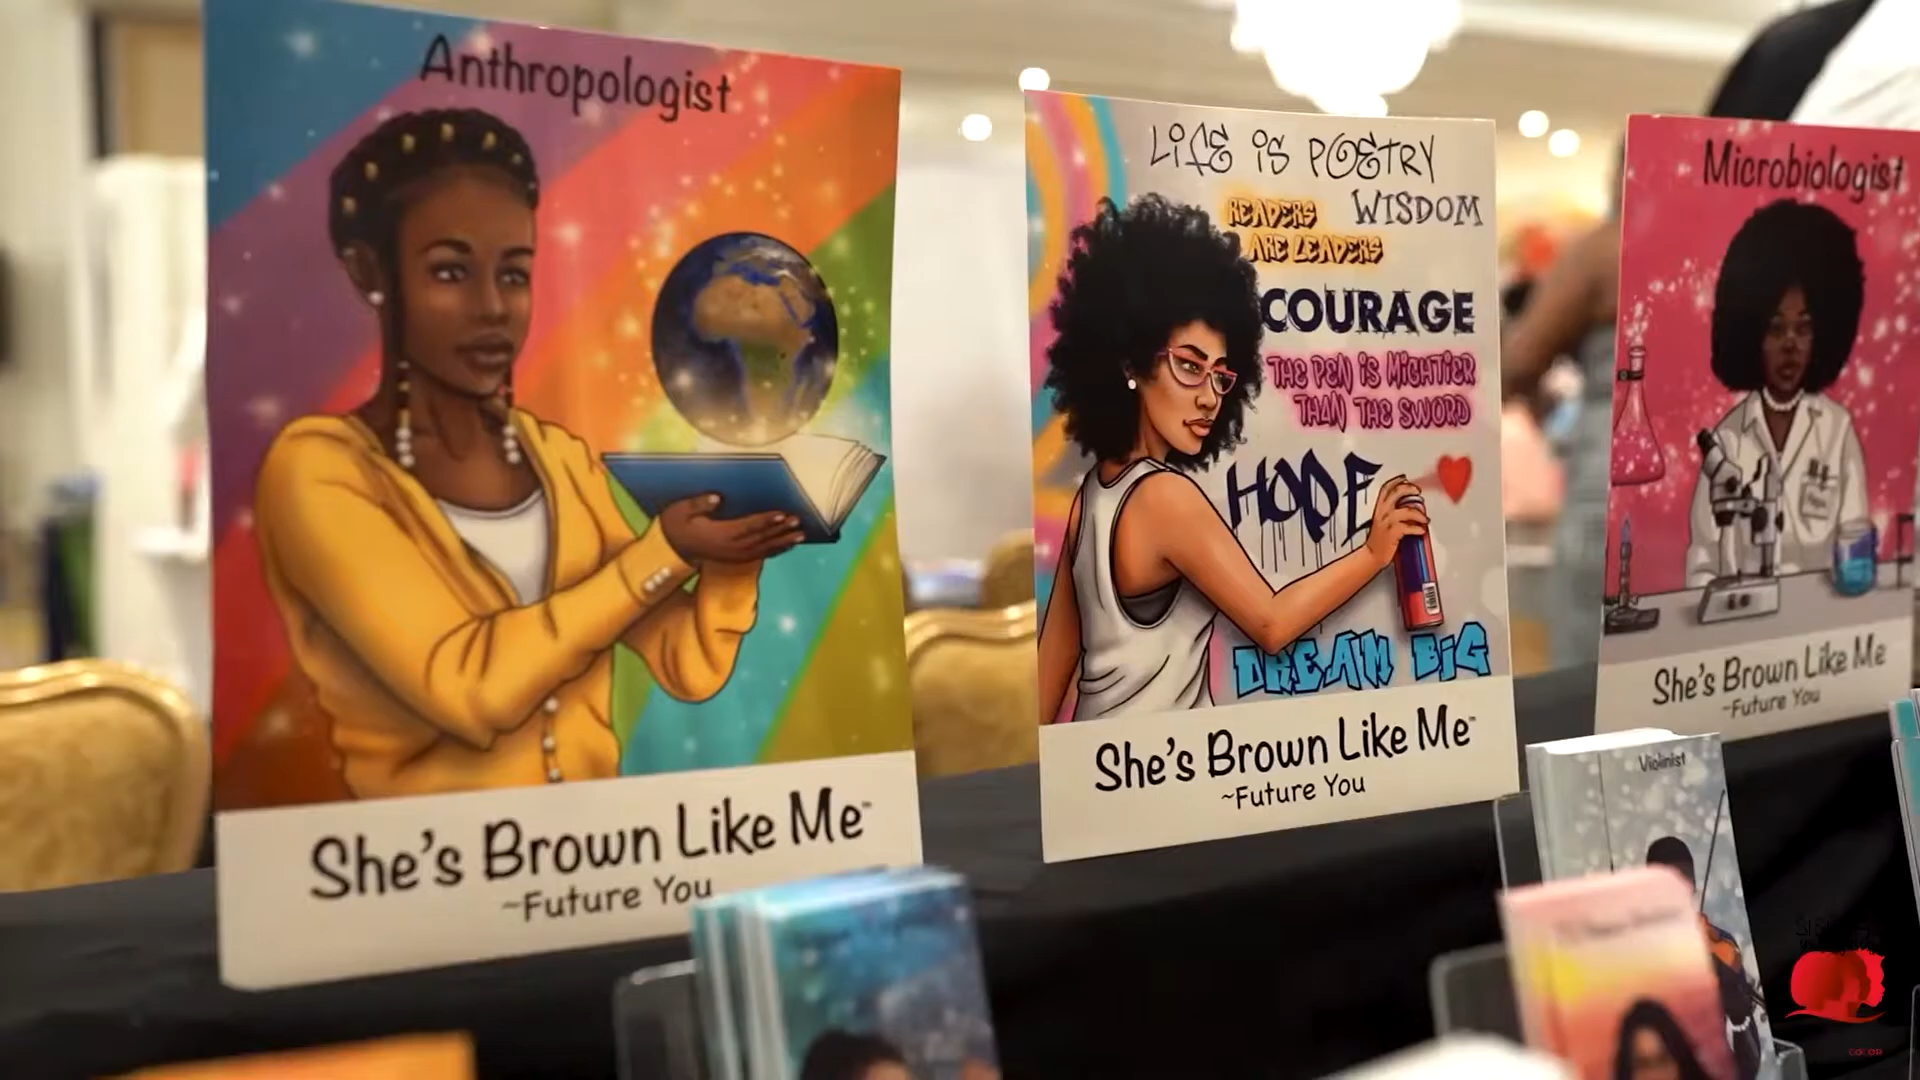 Anthropologist
She's Brown Like Me™
~Future You
LiFE iS POETRY
READERS
ARE LEADERS
WISDOM
COURAGE
THE PEN iS MiGHTiER
THAN THE SWORD
HOPE
DREAM BiG
She's Brown Like Me™
~Future You
Microbiologist
She's Brown Like Me
~Future You
Violinist
COLOR